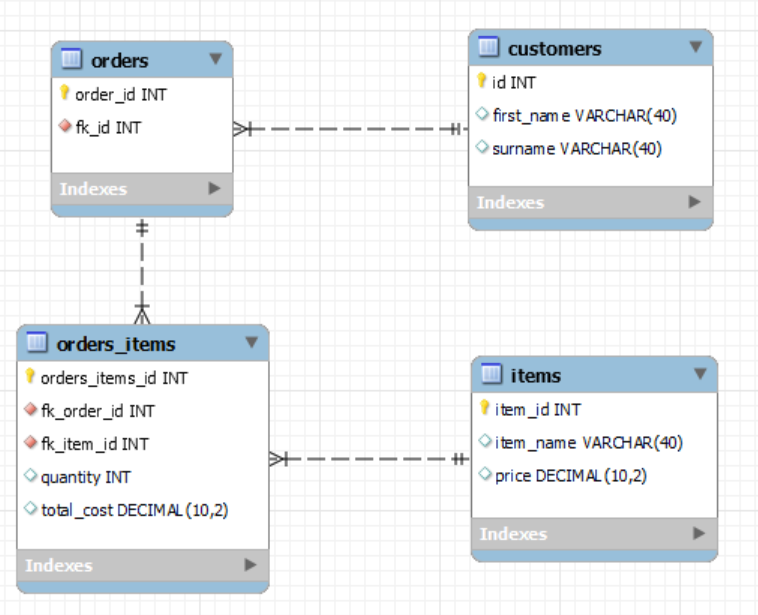 orders
order_id INT
fk_id INT
Indexes
customers
id INT
first_name VARCHAR(40)
surname VARCHAR(40)
Indexes
orders_items
orders_items_id INT
fk_order_id INT
fk_item_id INT
quantity INT
total_cost DECIMAL(10,2)
Indexes
items
item_id INT
item_name VARCHAR(40)
price DECIMAL(10,2)
Indexes